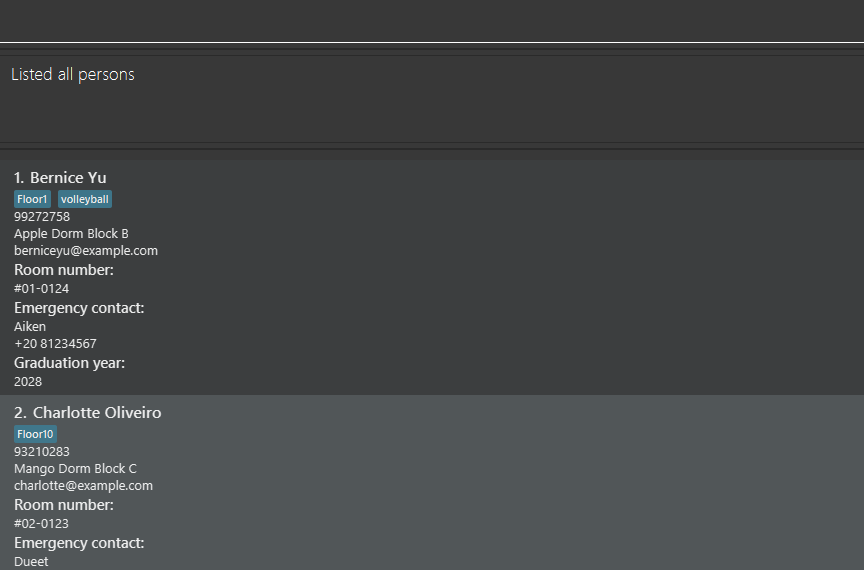 Listed all persons
1. Bernice Yu
Floor1 volleyball
99272758
Apple Dorm Block B
berniceyu@example.com
Room number:
#01-0124
Emergency contact:
Aiken
+20 81234567
Graduation year:
2028
2. Charlotte Oliveiro
Floor10
93210283
Mango Dorm Block C
charlotte@example.com
Room number:
#02-0123
Emergency contact:
Dueet